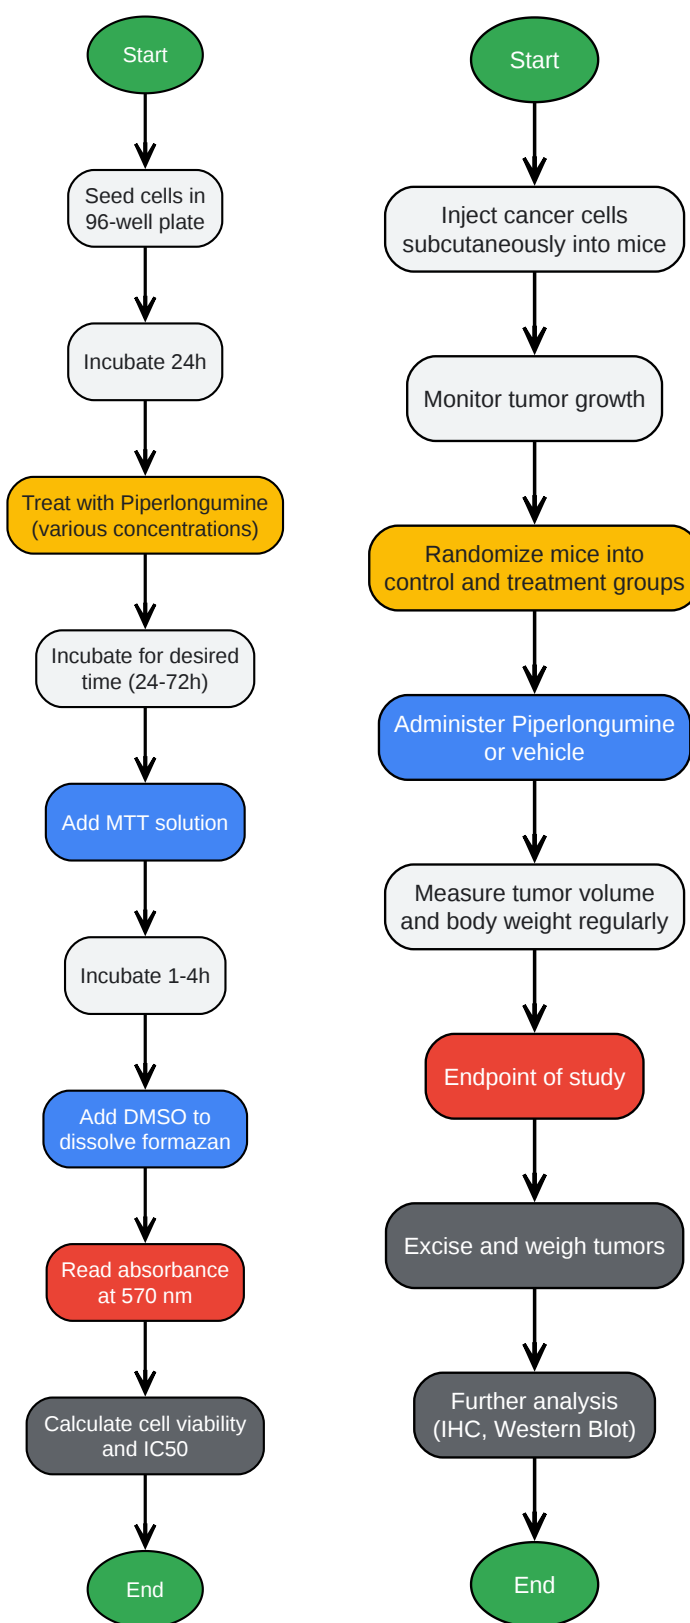 Start
Seed cells in
96-well plate
Incubate 24h
Treat with Piperlongumine
(various concentrations)
Incubate for desired
time (24-72h)
Add MTT solution
Incubate 1-4h
Add DMSO to
dissolve formazan
Read absorbance
at 570 nm
Calculate cell viability
and IC50
End
Start
Inject cancer cells
subcutaneously into mice
Monitor tumor growth
Randomize mice into
control and treatment groups
Administer Piperlongumine
or vehicle
Measure tumor volume
and body weight regularly
Endpoint of study
Excise and weigh tumors
Further analysis
(IHC, Western Blot)
End